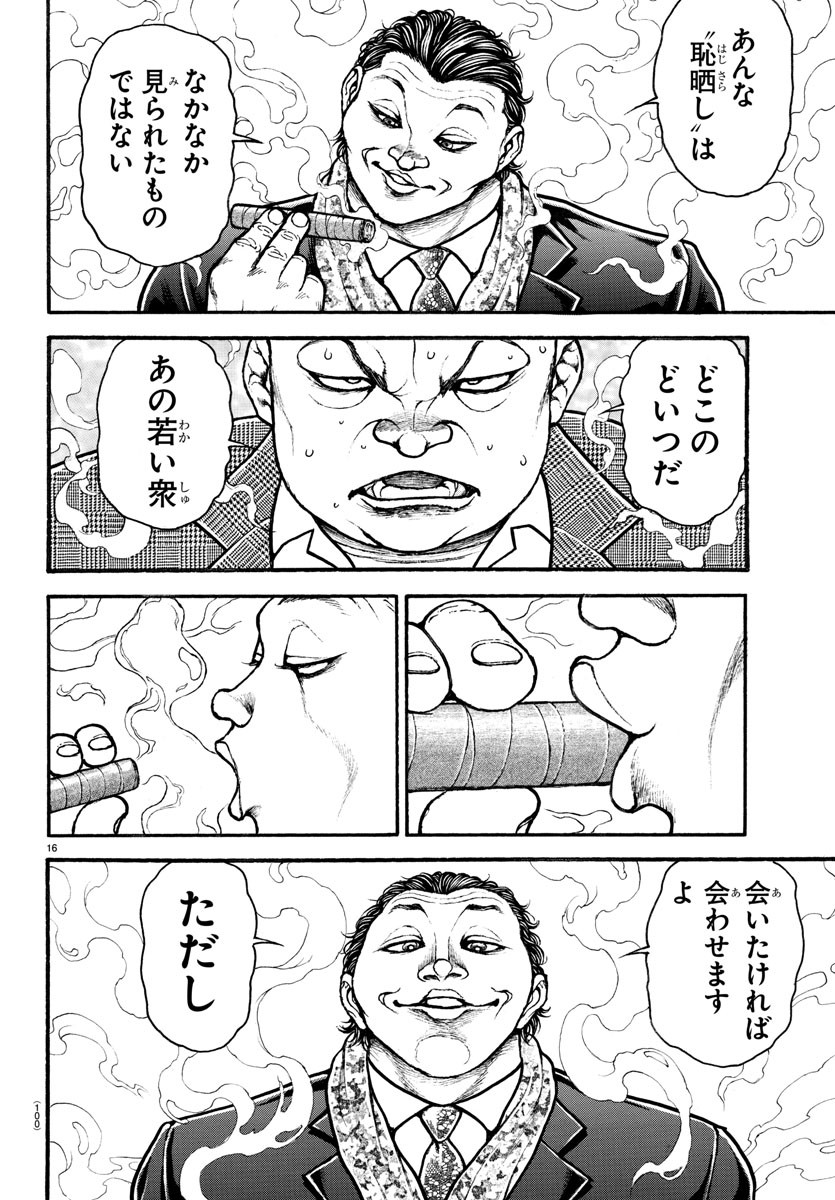 あんな
〝恥晒し〟は
なかなか
見られたもの
ではない
どこの
どいつだ
あの若い衆
会いたければ
会わせます
よ
ただし
16
(100)